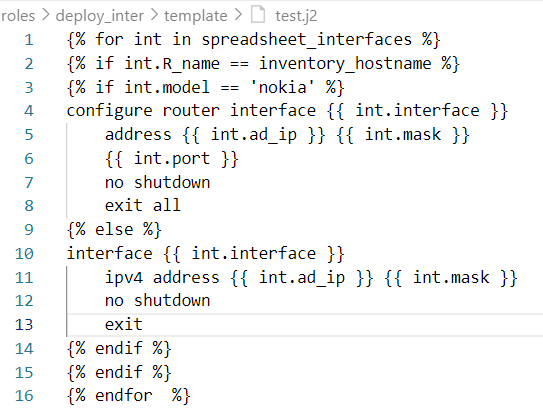 roles > deploy_inter > template > test.j2
1 {% for int in spreadsheet_interfaces %}
2 {% if int.R_name == inventory_hostname %}
3 {% if int.model == 'nokia' %}
4 configure router interface {{ int.interface }}
5     address {{ int.ad_ip }} {{ int.mask }}
6     {{ int.port }}
7     no shutdown
8     exit all
9 {% else %}
10 interface {{ int.interface }}
11     ipv4 address {{ int.ad_ip }} {{ int.mask }}
12     no shutdown
13     exit
14 {% endif %}
15 {% endif %}
16 {% endfor  %}